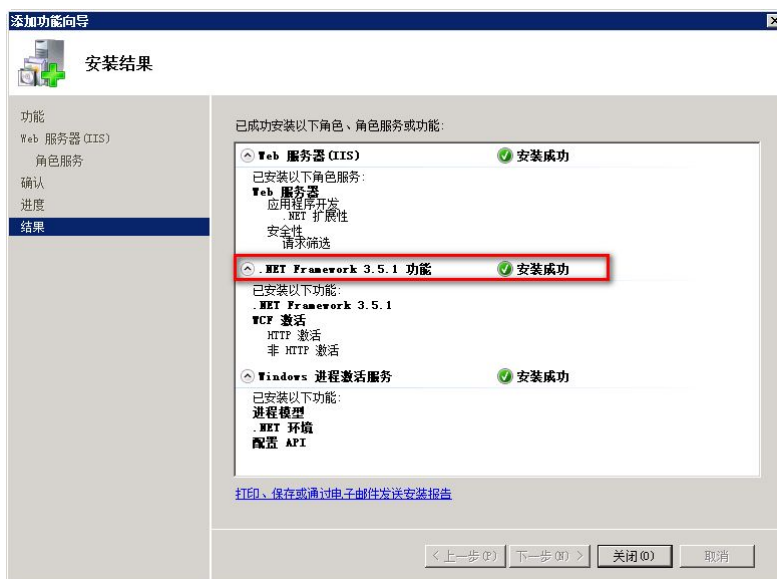 添加功能向导
安装结果
功能
Web 服务器(IIS)
角色服务
确认
进度
结果
已成功安装以下角色、角色服务或功能:
Web 服务器(IIS) 安装成功
已安装以下角色服务:
Web 服务器
应用程序开发
.NET 扩展性
安全性
请求筛选
.NET Framework 3.5.1 功能 安装成功
已安装以下功能:
.NET Framework 3.5.1
WCF 激活
HTTP 激活
非 HTTP 激活
Windows 进程激活服务 安装成功
已安装以下功能:
进程模型
.NET 环境
配置 API
打印、保存或通过电子邮件发送安装报告
< 上一步(P) 下一步(N) > 关闭(O) 取消